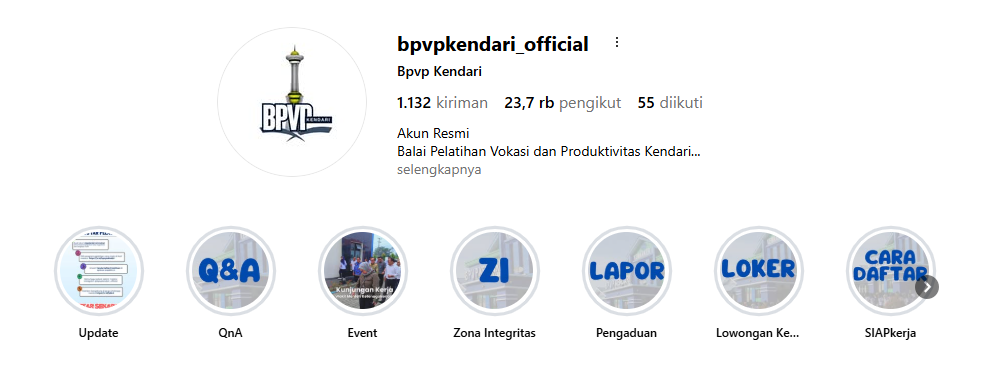 bpvpkendari_official
Bpvp Kendari
1.132 kiriman 23,7 rb pengikut 55 diikuti
Akun Resmi
Balai Pelatihan Vokasi dan Produktivitas Kendari...
selengkapnya
BPVP
KENDARI
Q&A
Kunjungan Kerja
ZI
LAPOR
LOKER
CARA
DAFTAR
Update
QnA
Event
Zona Integritas
Pengaduan
Lowongan Ke...
SIAPkerja